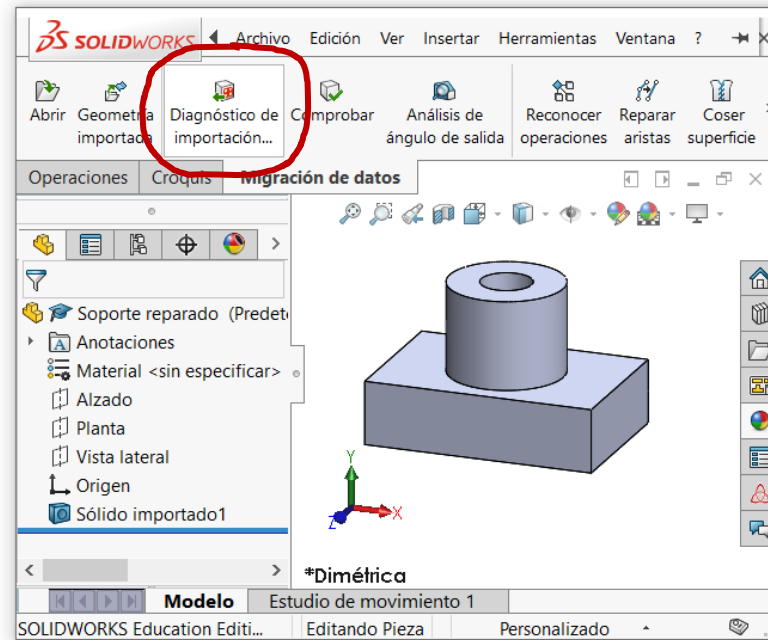 SOLIDWORKS Archivo Edición Ver Insertar Herramientas Ventana ?
Abrir Geometría importada Diagnóstico de importación... Comprobar Análisis de ángulo de salida Reconocer operaciones Reparar aristas Coser superficie
Operaciones Croquis Migración de datos
Soporte reparado (Predet
Anotaciones
Material <sin especificar>
Alzado
Planta
Vista lateral
Origen
Sólido importado1
Y
X
Z
*Dimétrica
Modelo Estudio de movimiento 1
SOLIDWORKS Education Editi... Editando Pieza Personalizado